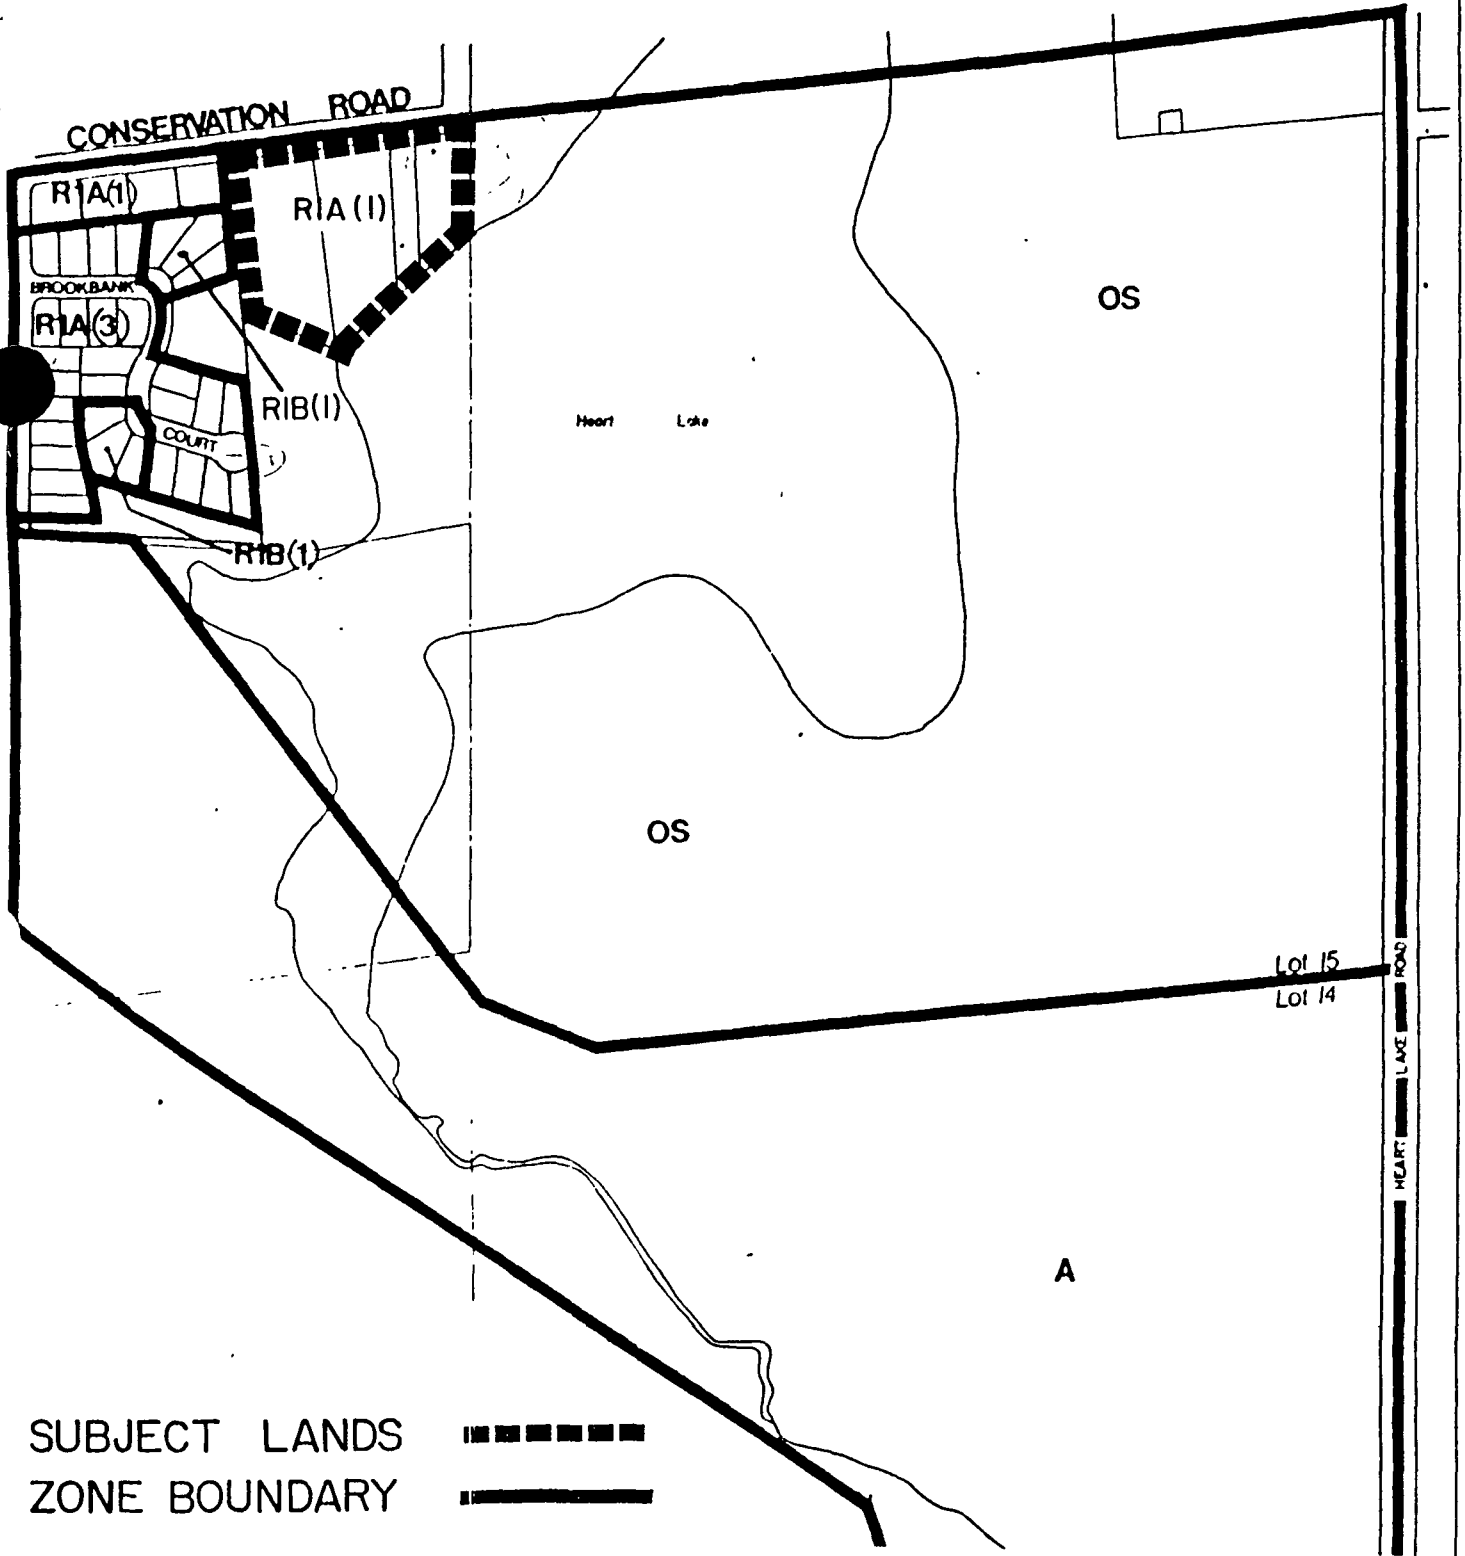 CONSERVATION ROAD
R1A(1)
R1A(1)
BROOKBANK
R1A(3)
OS
R1B(1)
Heart Lake
COURT
R1B(1)
OS
Lot 15
Lot 14
HEART LAKE ROAD
A
SUBJECT LANDS
ZONE BOUNDARY